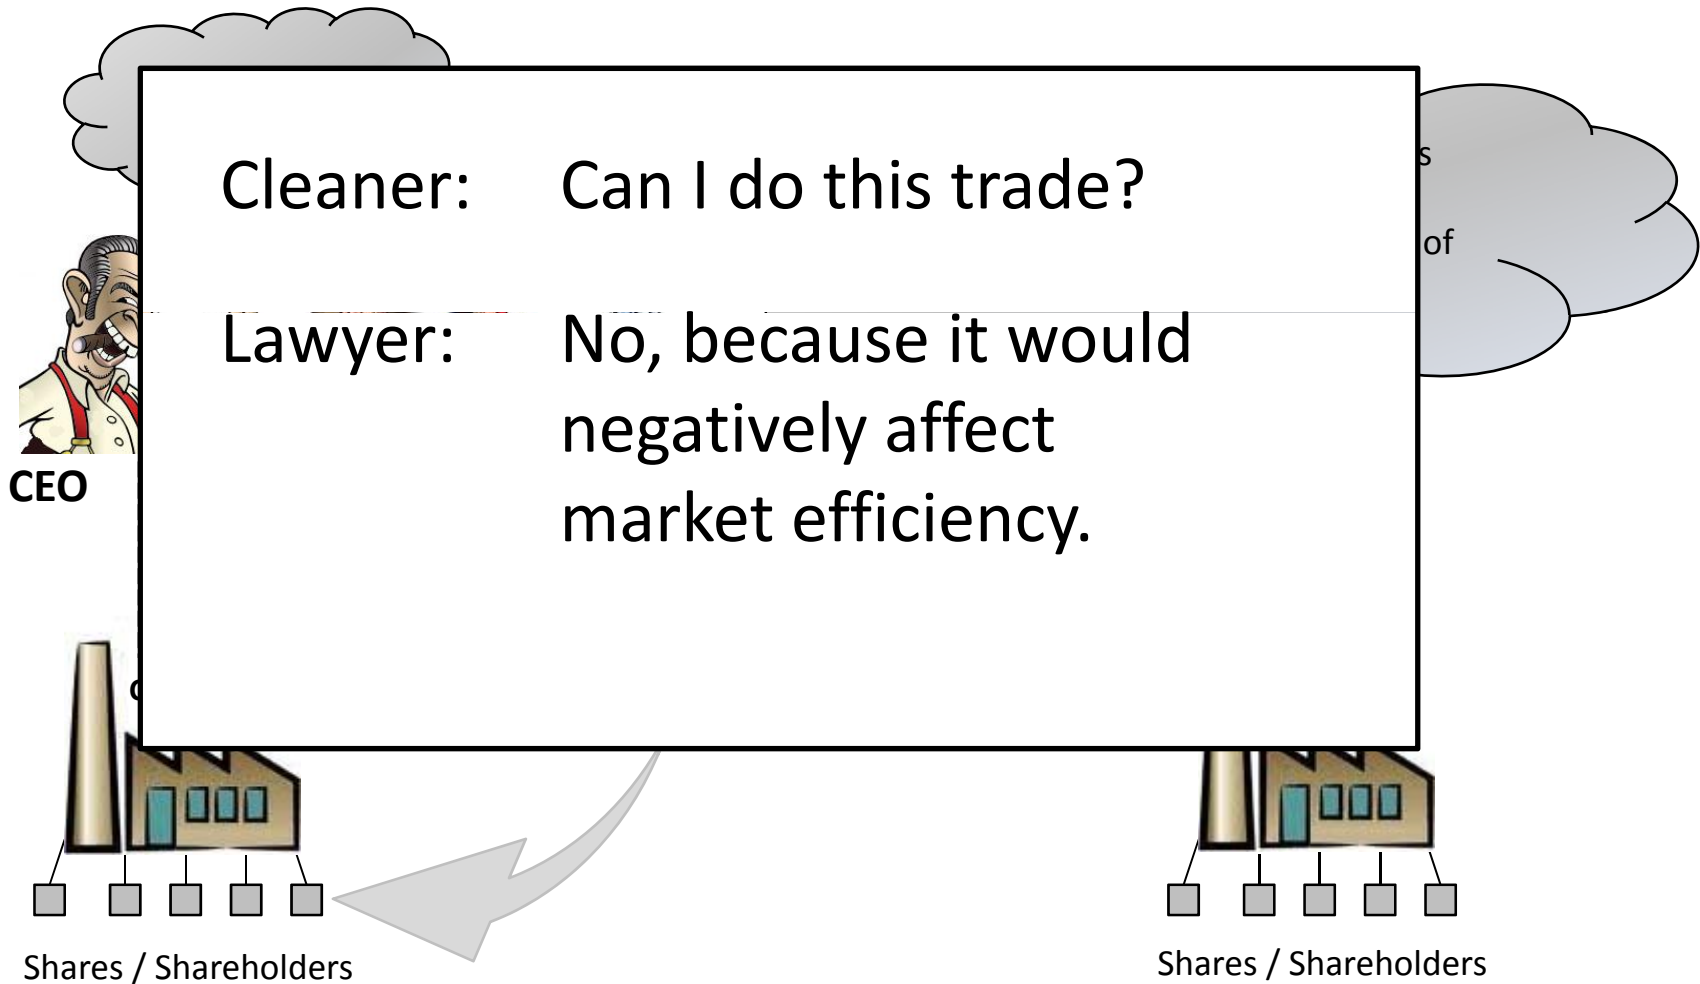 Cleaner: Can I do this trade?
Lawyer: No, because it would
negatively affect
market efficiency.
s
of
CEO
Shares / Shareholders
Shares / Shareholders